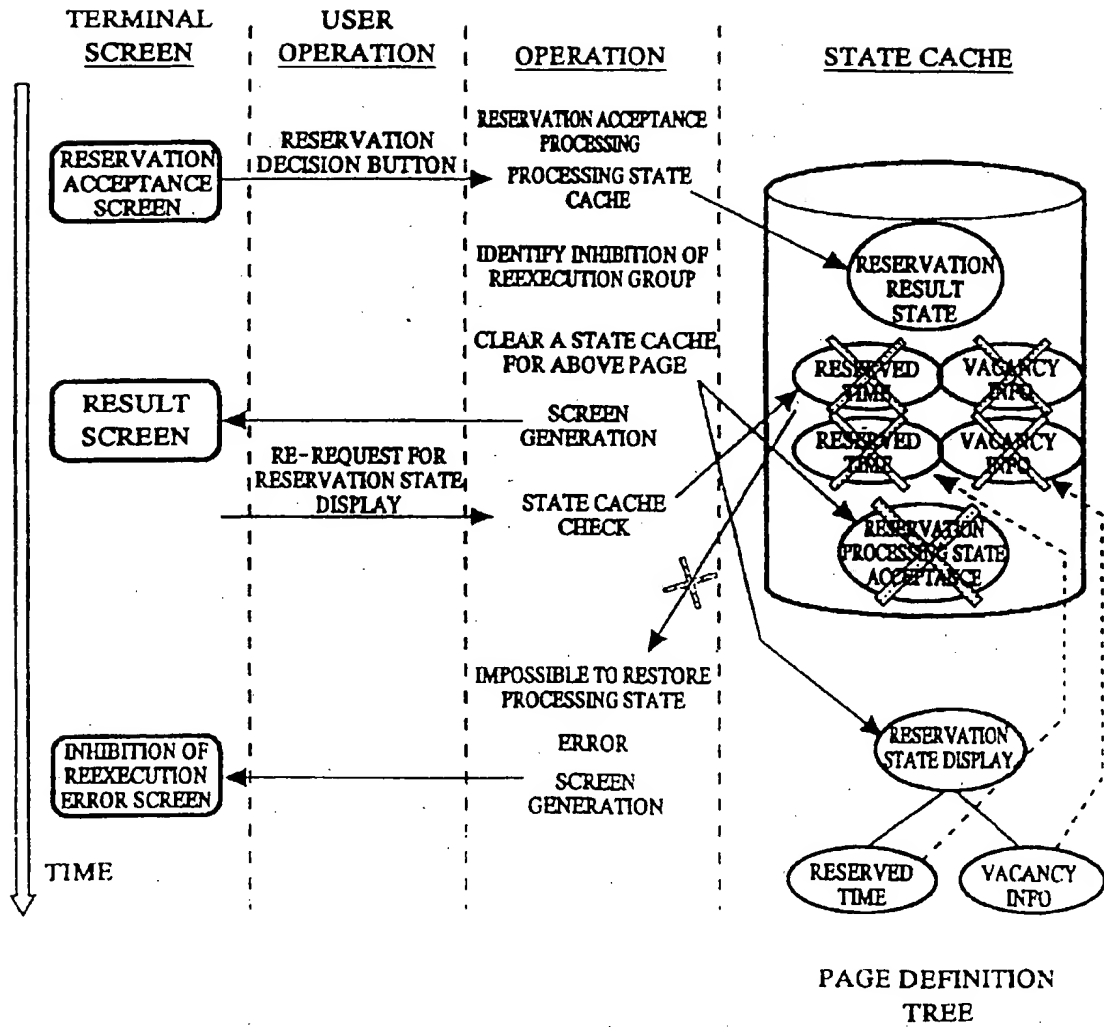 TERMINAL
SCREEN
USER
OPERATION
OPERATION
STATE CACHE
RESERVATION
ACCEPTANCE
SCREEN
RESERVATION
DECISION BUTTON
RESERVATION ACCEPTANCE
PROCESSING
PROCESSING STATE
CACHE
IDENTIFY INHIBITION OF
REEXECUTION GROUP
CLEAR A STATE CACHE
FOR ABOVE PAGE
RESERVATION
RESULT
STATE
RESERVED
TIME
VACANCY
INFO
RESERVED
TIME
VACANCY
INFO
RESERVATION
PROCESSING STATE
ACCEPTANCE
RESULT
SCREEN
SCREEN
GENERATION
RE-REQUEST FOR
RESERVATION STATE
DISPLAY
STATE CACHE
CHECK
IMPOSSIBLE TO RESTORE
PROCESSING STATE
INHIBITION OF
REEXECUTION
ERROR SCREEN
ERROR
SCREEN
GENERATION
RESERVATION
STATE DISPLAY
RESERVED
TIME
VACANCY
INFO
TIME
PAGE DEFINITION
TREE